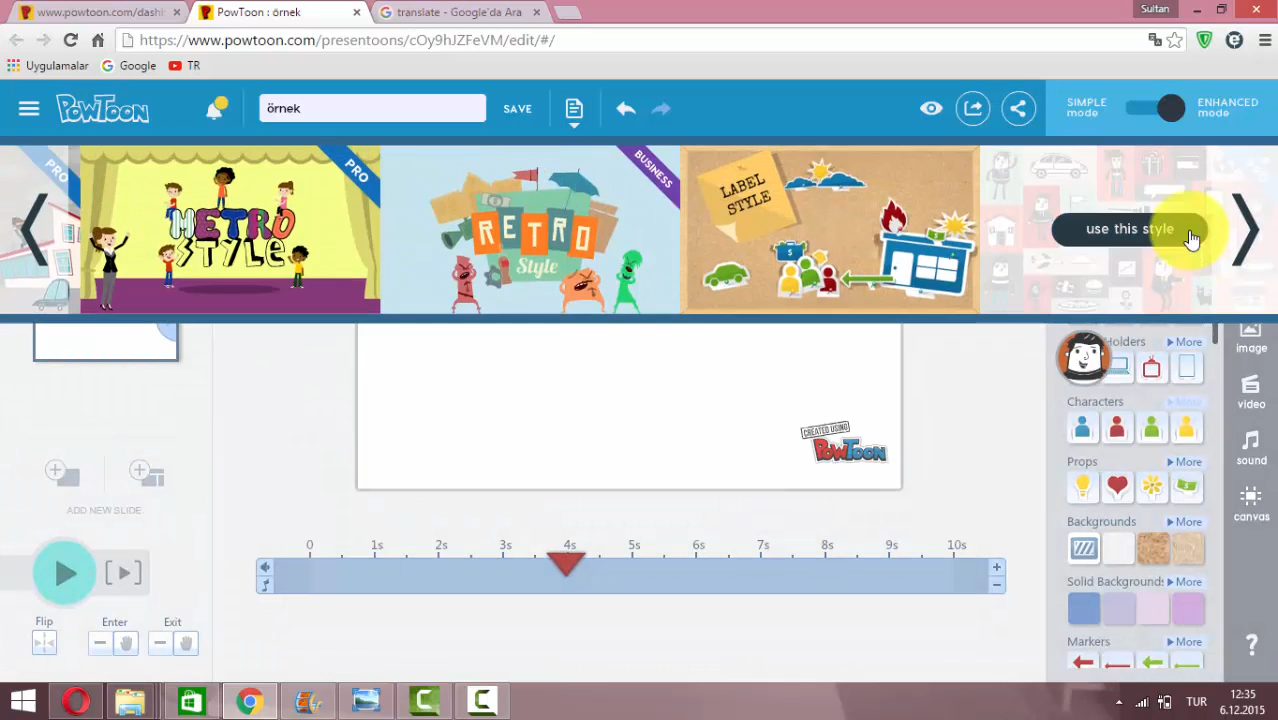 www.powtoon.com/dashl
PowToon : örnek
translate - Google'da Ara
Sultan
https://www.powtoon.com/presentoons/cOy9hJZFeVM/edit/#/
Uygulamalar
Google
TR
POWTOON
örnek
SAVE
SIMPLE
mode
ENHANCED
mode
PRO
METRO
STYLE
PRO
RETRO
Style
BUSINESS
LABEL
STYLE
use this style
Holders
More
image
Characters
More
video
Props
More
sound
Backgrounds
More
canvas
Solid Backgrounds
More
Markers
More
CREATED USING
POWTOON
ADD NEW SLIDE
0
1s
2s
3s
4s
5s
6s
7s
8s
9s
10s
Flip
Enter
Exit
?
TUR
12:35
6.12.2015